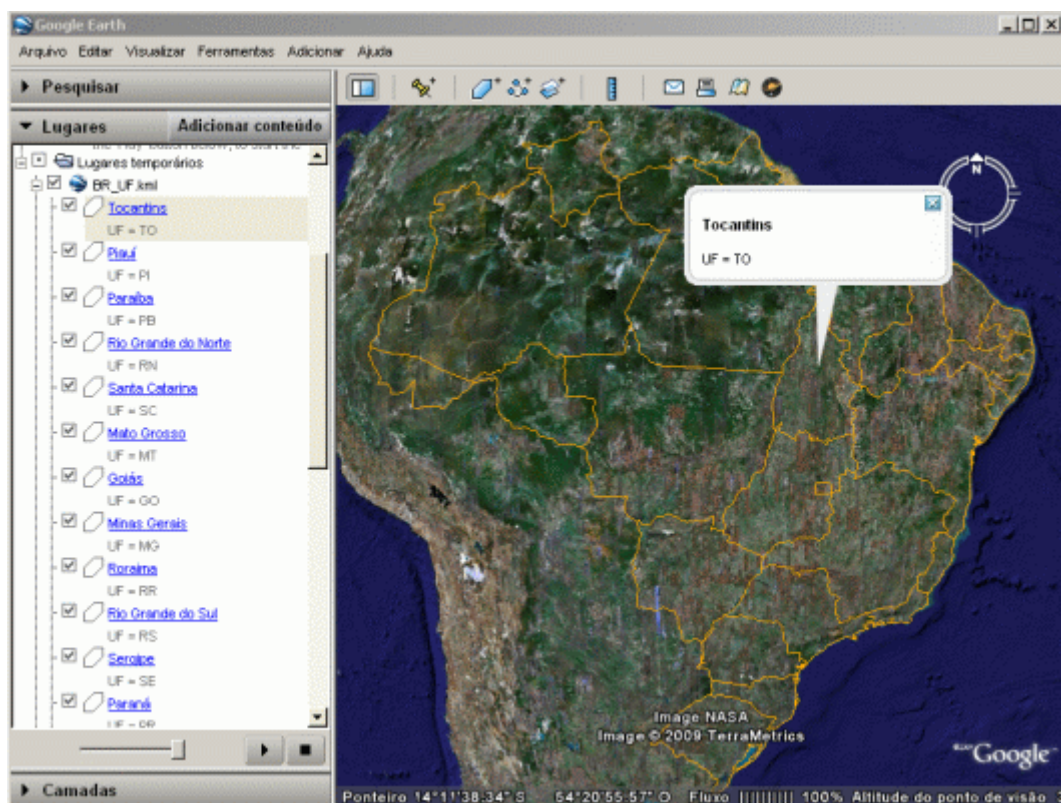 Google Earth
Arquivo Editar Visualizar Ferramentas Adicionar Ajuda
Pesquisar
Lugares Adicionar conteúdo
Lugares temporários
BR_UF.kml
Tocantins
UF = TO
Piauí
UF = PI
Paraíba
UF = PB
Rio Grande do Norte
UF = RN
Santa Catarina
UF = SC
Mato Grosso
UF = MT
Goiás
UF = GO
Minas Gerais
UF = MG
Roraima
UF = RR
Rio Grande do Sul
UF = RS
Sergipe
UF = SE
Paraná
Camadas
N
Tocantins
UF = TO
Image NASA
Image © 2009 TerraMetrics
Google
Ponteiro 14°11'38.34" S 54°20'55.57" O Fluxo 100% Altitude do ponto de visão